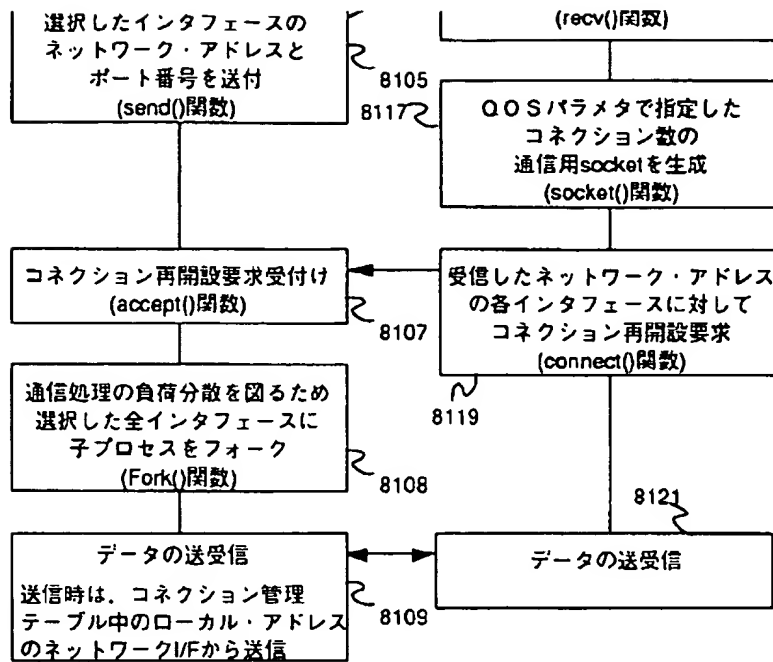 選択したインタフェースの
ネットワーク・アドレスと
ポート番号を送付
(send()関数)
8105
(recv()関数)
8117
QOSパラメタで指定した
コネクション数の
通信用socketを生成
(socket()関数)
コネクション再開設要求受付け
(accept()関数)
8107
受信したネットワーク・アドレス
の各インタフェースに対して
コネクション再開設要求
(connect()関数)
8119
通信処理の負荷分散を図るため
選択した全インタフェースに
子プロセスをフォーク
(Fork()関数)
8108
8121
データの送受信
送信時は、コネクション管理
テーブル中のローカル・アドレス
のネットワークI/Fから送信
8109
データの送受信